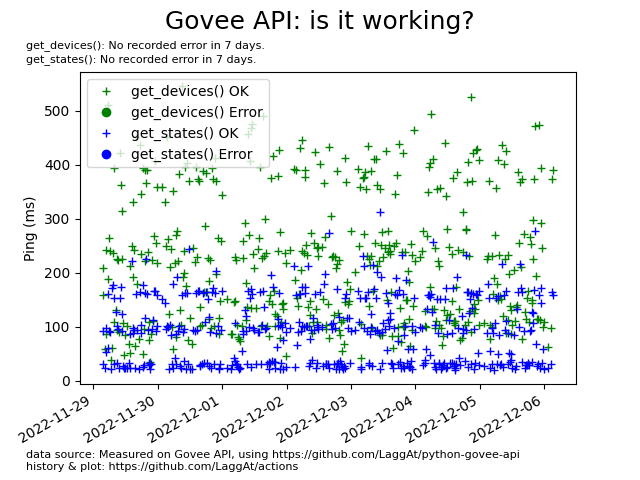 Govee API: is it working?
get_devices(): No recorded error in 7 days.
get_states(): No recorded error in 7 days.
get_devices() OK
get_devices() Error
get_states() OK
get_states() Error
Ping (ms)
500
400
300
200
100
0
2022-11-29
2022-11-30
2022-12-01
2022-12-02
2022-12-03
2022-12-04
2022-12-05
2022-12-06
data source: Measured on Govee API, using https://github.com/LaggAt/python-govee-api
history & plot: https://github.com/LaggAt/actions